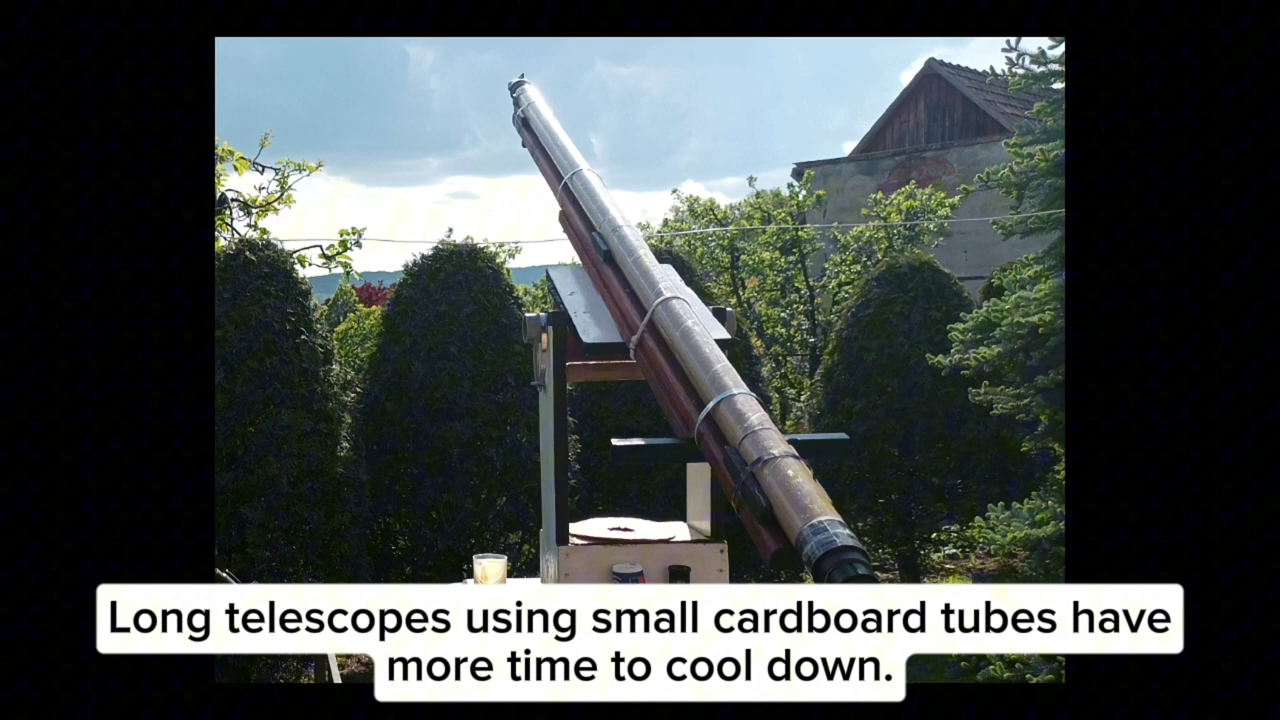 Long telescopes using small cardboard tubes have
more time to cool down.